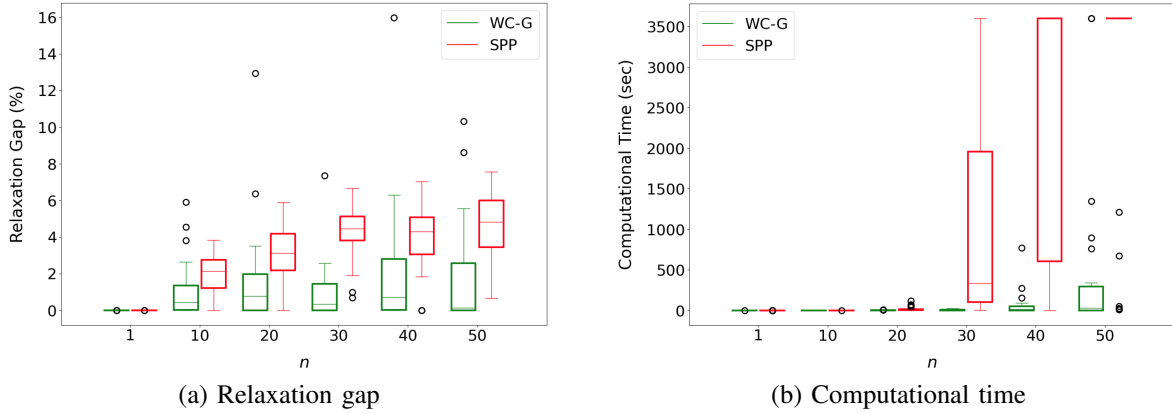 16
14
12
10
8
6
4
2
0
Relaxation Gap (%)
WC-G
SPP
1 10 20 30 40 50
n
(a) Relaxation gap
3500
3000
2500
2000
1500
1000
500
0
Computational Time (sec)
WC-G
SPP
1 10 20 30 40 50
n
(b) Computational time